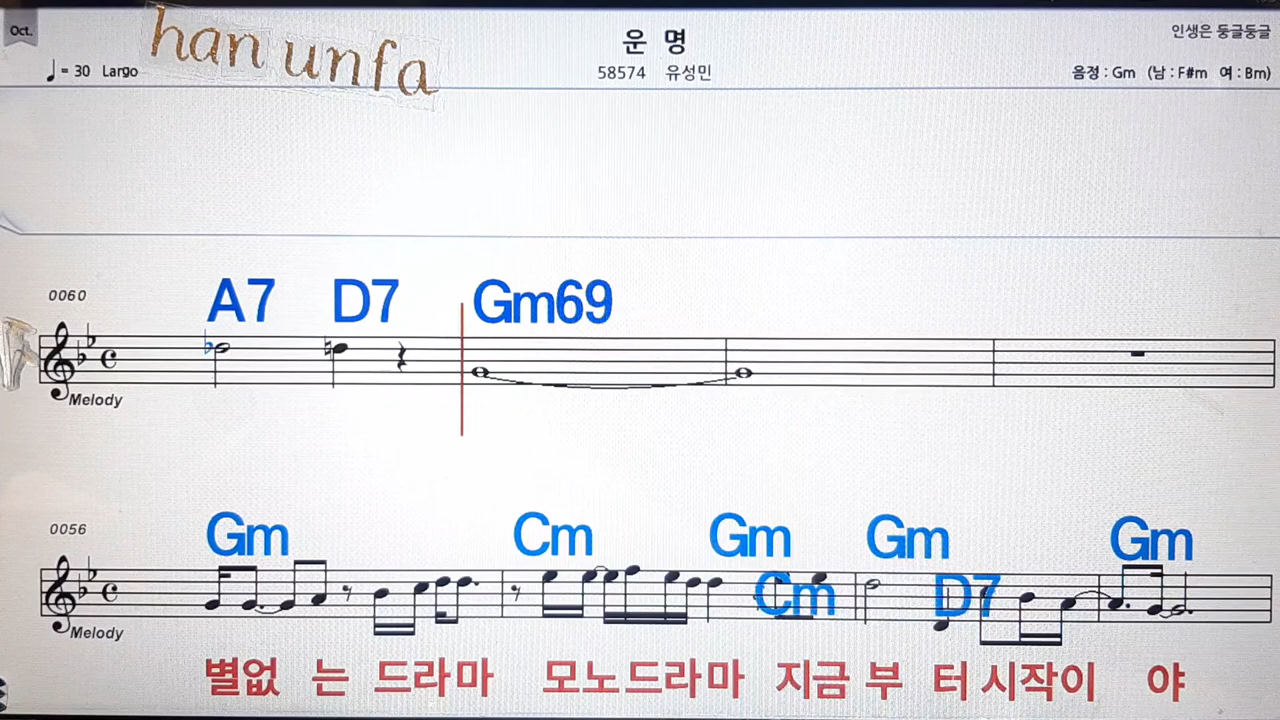 Oct.
han unfa
운 명
인생은 둥글둥글
♩= 30 Largo
58574 유성민
음정 : Gm (남 : F#m 여 : Bm)
A7 D7 Gm69
0060
Melody
0056
Gm Cm Gm Gm Gm
Cm D7
Melody
별없 는 드라마 모노드라마 지금 부 터 시작이 야